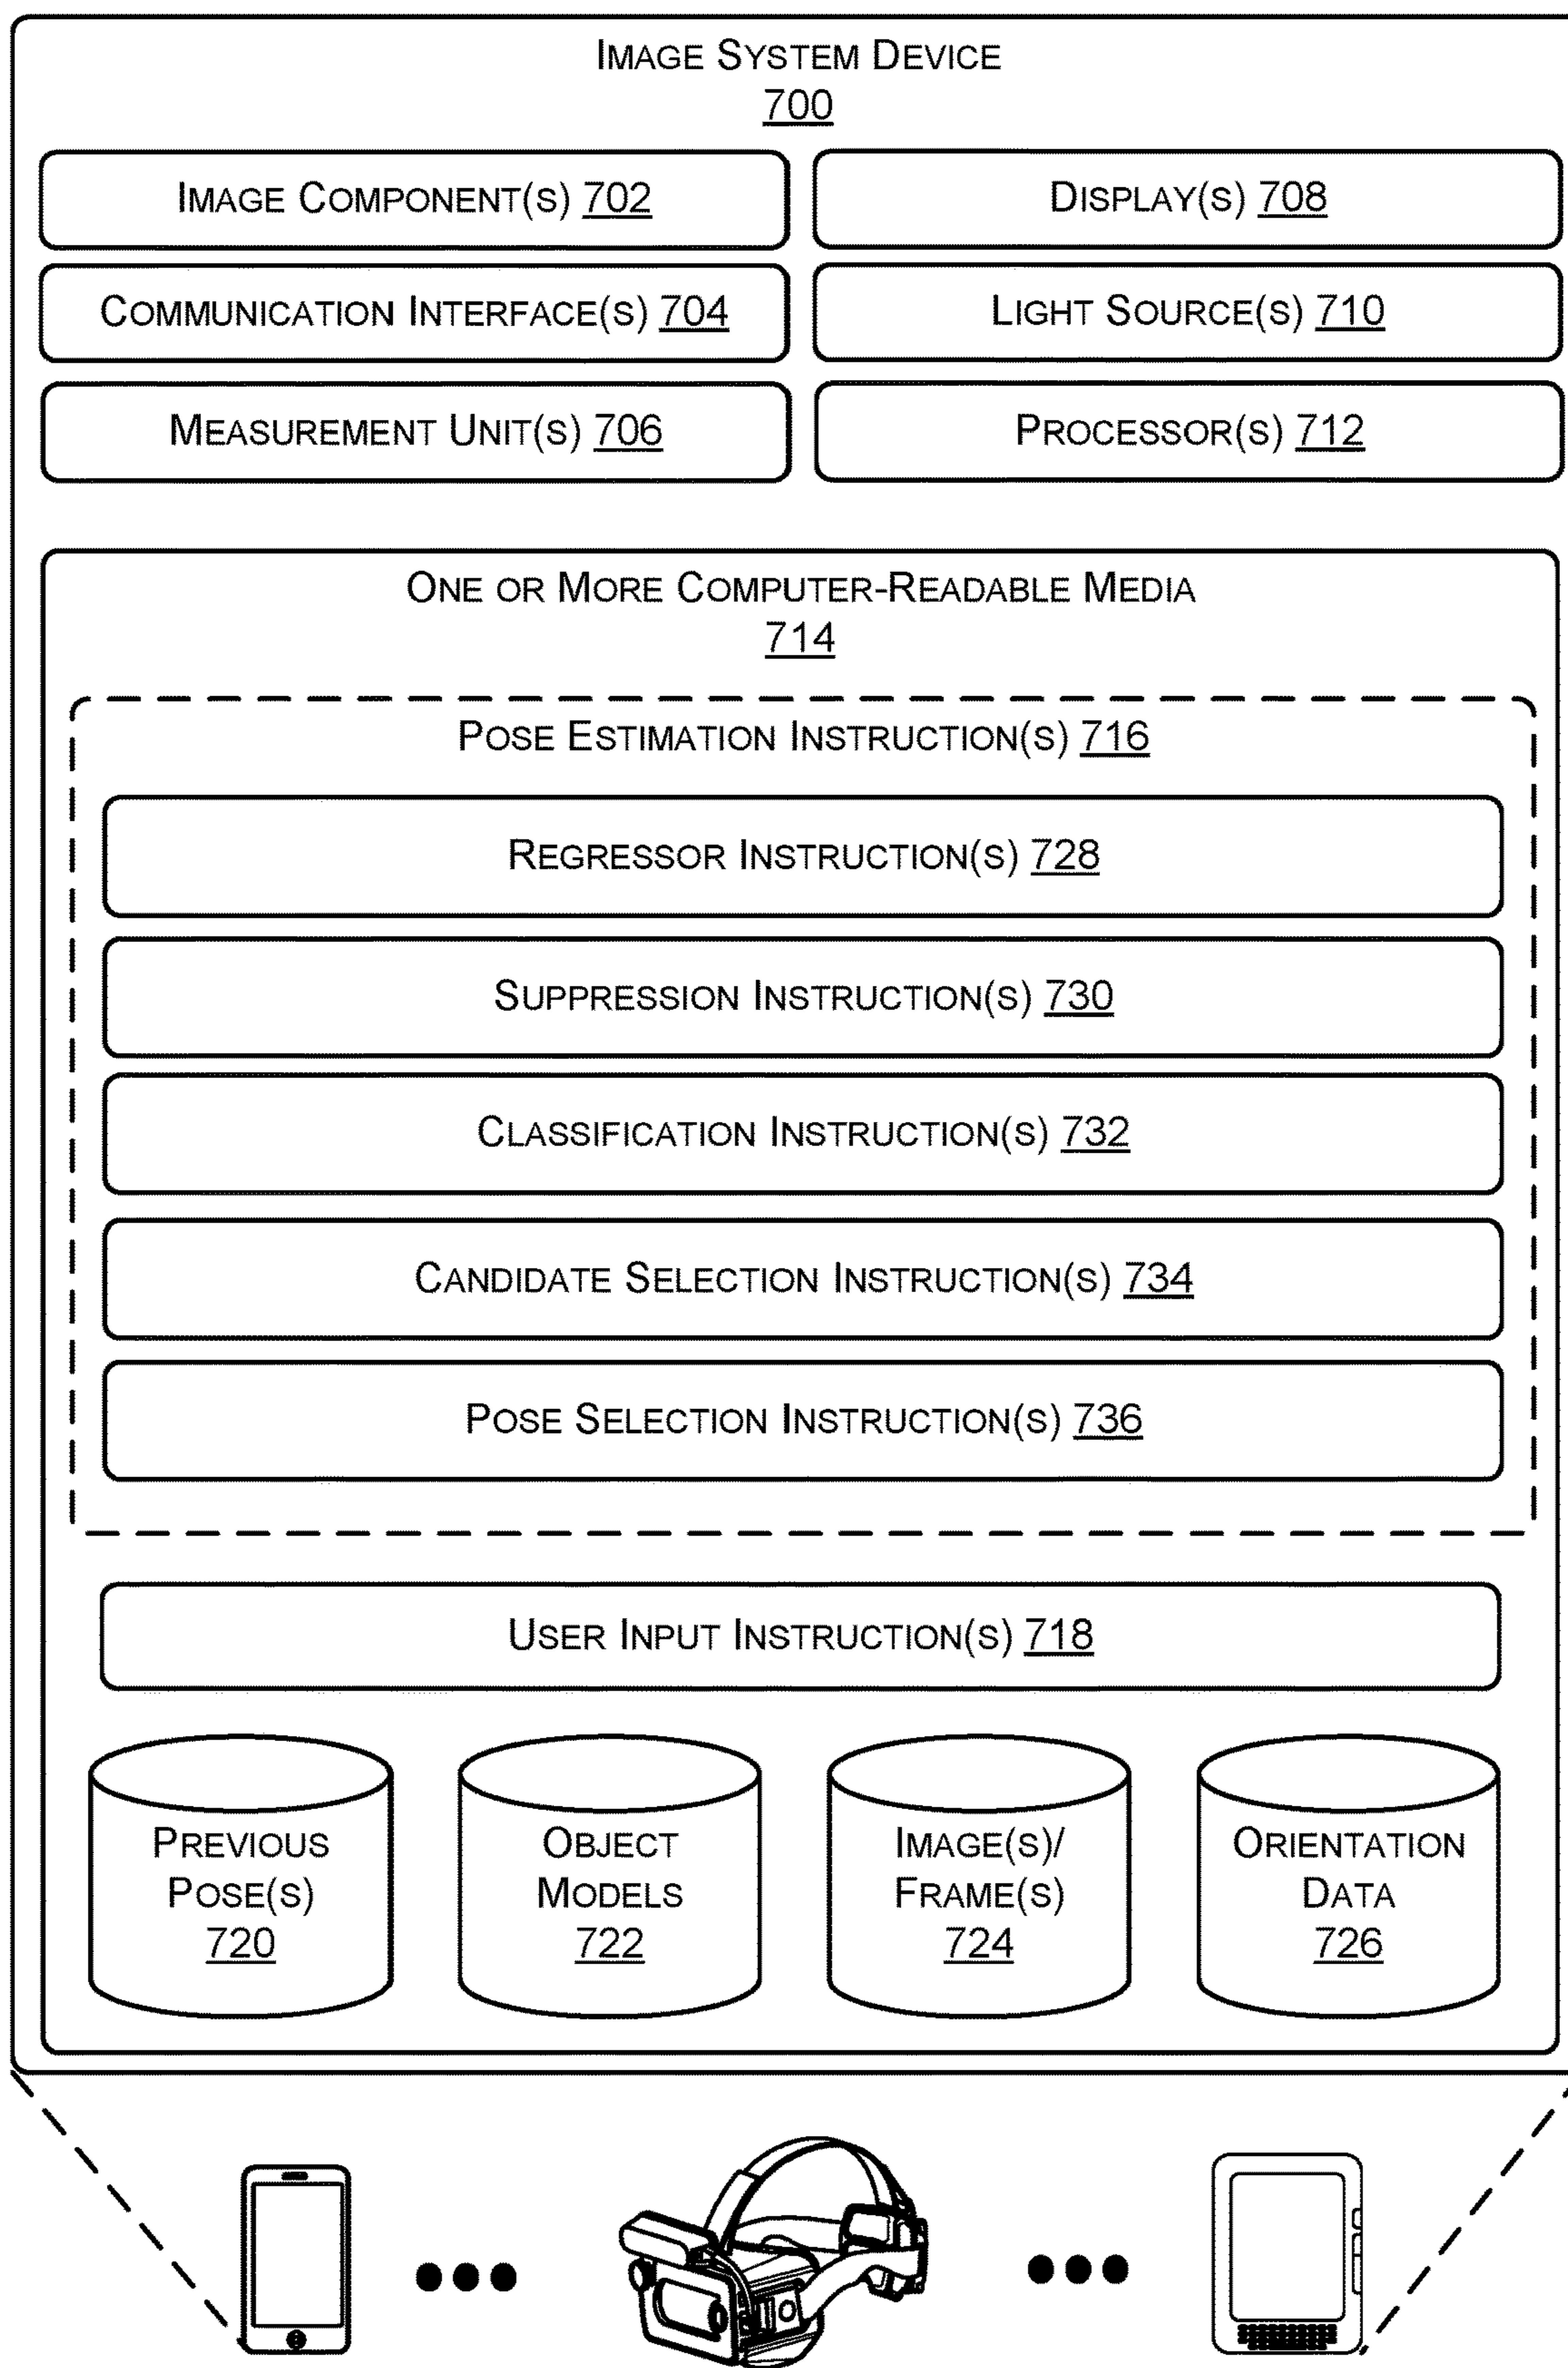 IMAGE SYSTEM DEVICE
700
IMAGE COMPONENT(S) 702
DISPLAY(S) 708
COMMUNICATION INTERFACE(S) 704
LIGHT SOURCE(S) 710
MEASUREMENT UNIT(S) 706
PROCESSOR(S) 712
ONE OR MORE COMPUTER-READABLE MEDIA
714
POSE ESTIMATION INSTRUCTION(S) 716
REGRESSOR INSTRUCTION(S) 728
SUPPRESSION INSTRUCTION(S) 730
CLASSIFICATION INSTRUCTION(S) 732
CANDIDATE SELECTION INSTRUCTION(S) 734
POSE SELECTION INSTRUCTION(S) 736
USER INPUT INSTRUCTION(S) 718
PREVIOUS
POSE(S)
720
OBJECT
MODELS
722
IMAGE(S)/
FRAME(S)
724
ORIENTATION
DATA
726